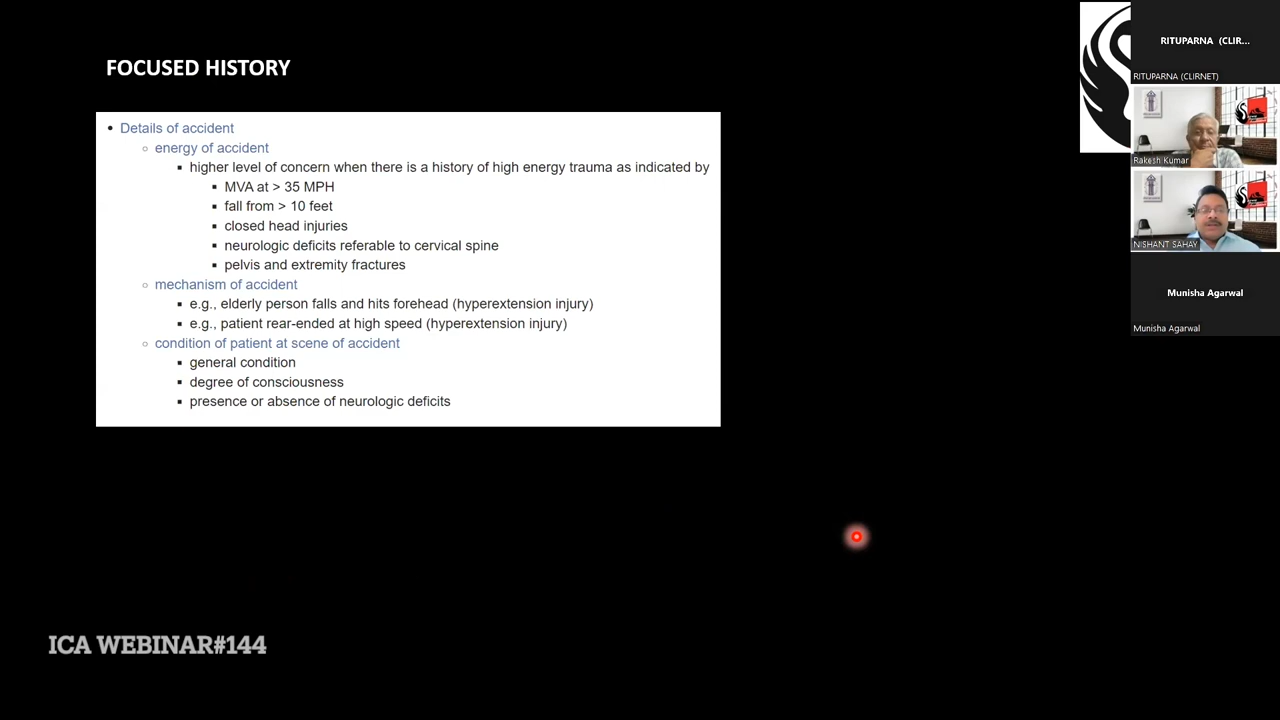 FOCUSED HISTORY
• Details of accident
○ energy of accident
▪ higher level of concern when there is a history of high energy trauma as indicated by
▪ MVA at > 35 MPH
▪ fall from > 10 feet
▪ closed head injuries
▪ neurologic deficits referable to cervical spine
▪ pelvis and extremity fractures
○ mechanism of accident
▪ e.g., elderly person falls and hits forehead (hyperextension injury)
▪ e.g., patient rear-ended at high speed (hyperextension injury)
○ condition of patient at scene of accident
▪ general condition
▪ degree of consciousness
▪ presence or absence of neurologic deficits
ICA WEBINAR#144
RITUPARNA (CLIR...
RITUPARNA (CLIRNET)
Rakesh Kumar
NISHANT SAHAY
Munisha Agarwal
Munisha Agarwal